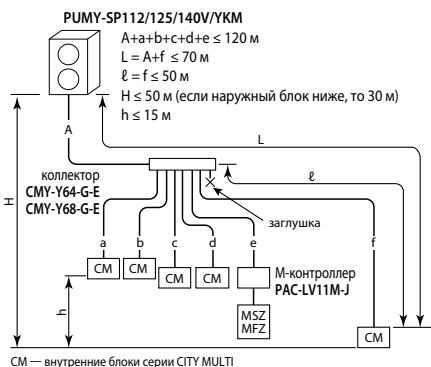 PUMY-SP112/125/140V/YKM
A+a+b+c+d+e ≤ 120 м
L = A+f ≤ 70 м
ℓ = f ≤ 50 м
H ≤ 50 м (если наружный блок ниже, то 30 м)
h ≤ 15 м
A
L
H
коллектор
CMY-Y64-G-E
CMY-Y68-G-E
ℓ
заглушка
a
b
c
d
e
f
CM
CM
CM
CM
М-контроллер
PAC-LV11M-J
h
MSZ
MFZ
CM
СМ — внутренние блоки серии CITY MULTI